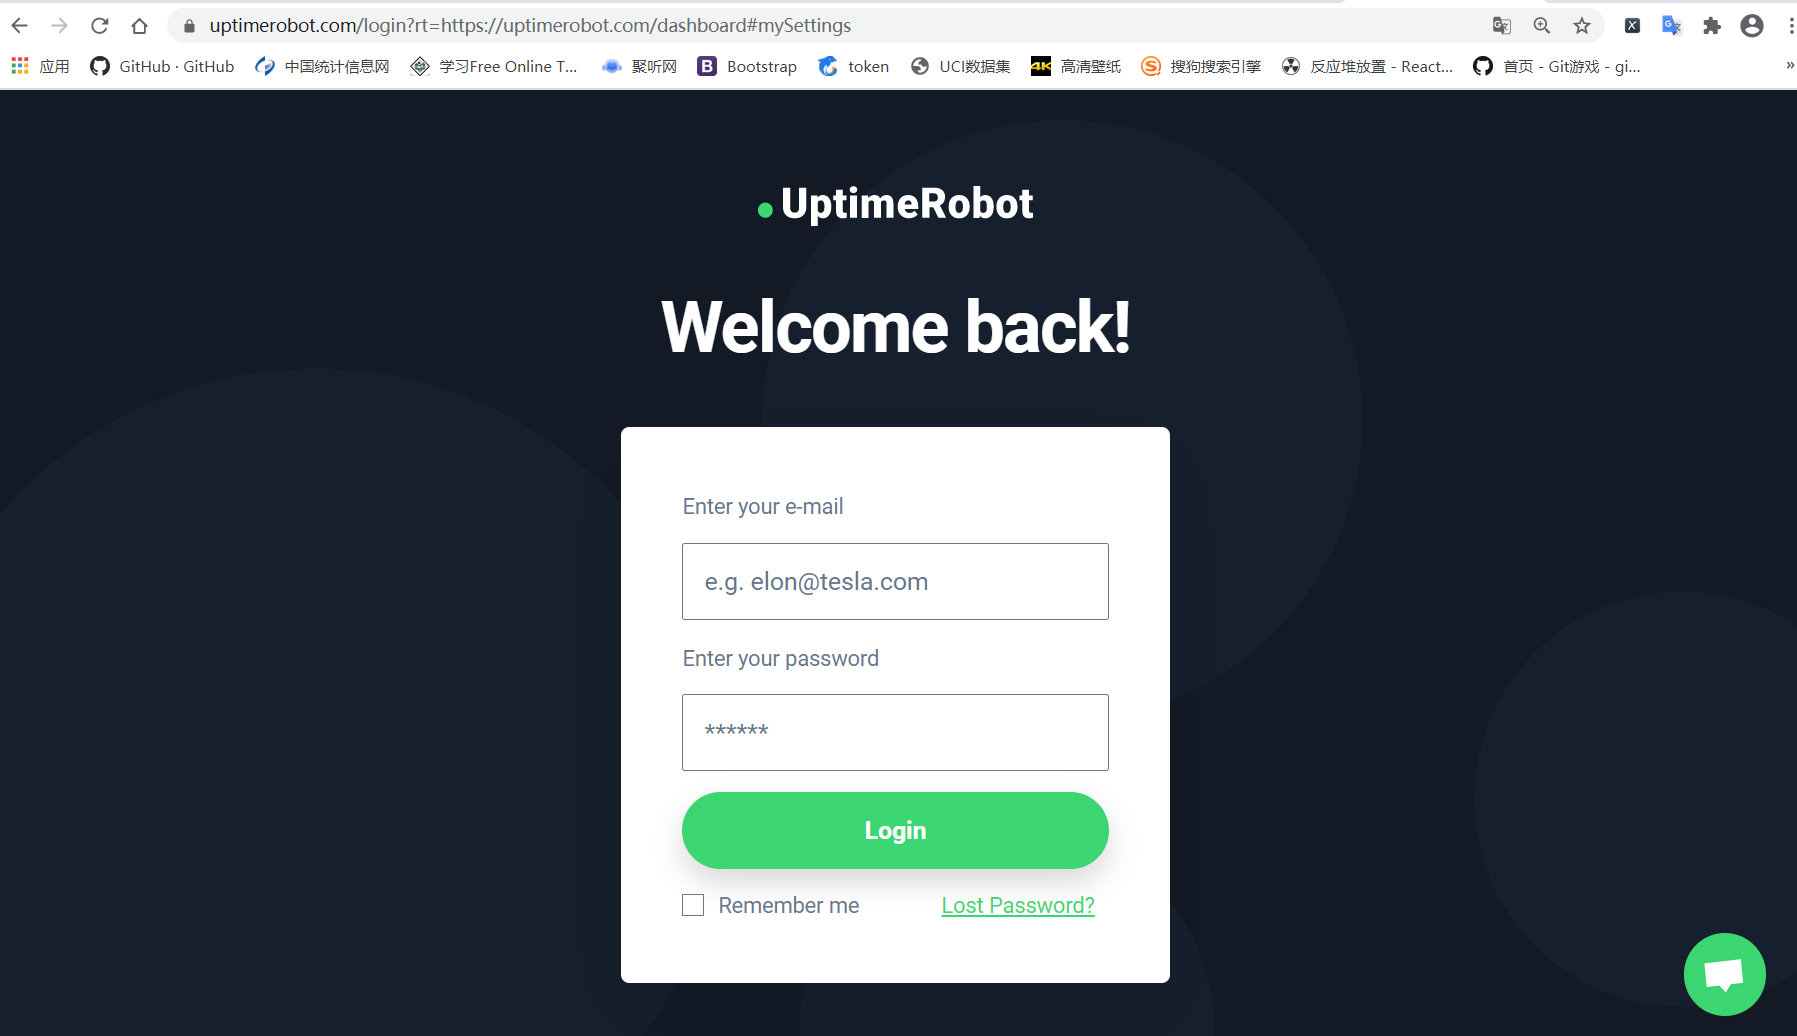 uptimerobot.com/login?rt=https://uptimerobot.com/dashboard#mySettings
应用 GitHub · GitHub 中国统计信息网 学习Free Online T... 聚听网 B Bootstrap token UCI数据集 4K 高清壁纸 S 搜狗搜索引擎 反应堆放置 - React... 首页 - Git游戏 - gi... »
UptimeRobot
Welcome back!
Enter your e-mail
e.g. elon@tesla.com
Enter your password
******
Login
Remember me Lost Password?